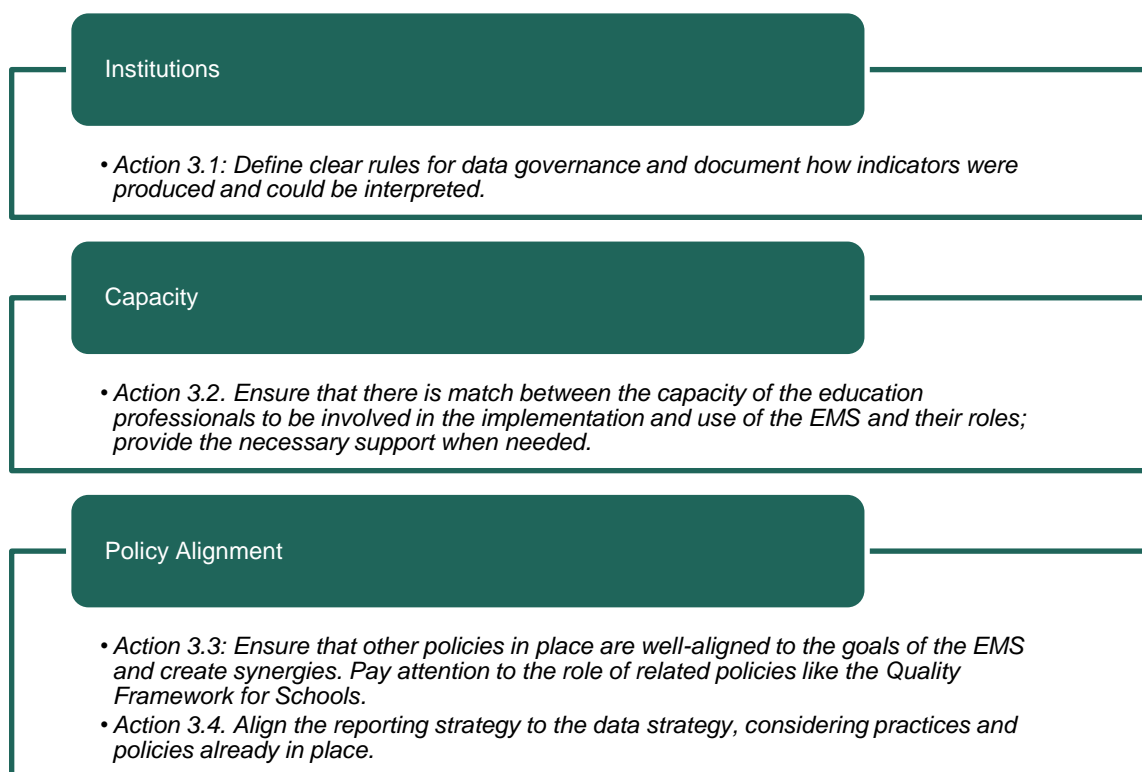 Institutions
• Action 3.1: Define clear rules for data governance and document how indicators were
produced and could be interpreted.
Capacity
• Action 3.2. Ensure that there is match between the capacity of the education
professionals to be involved in the implementation and use of the EMS and their roles;
provide the necessary support when needed.
Policy Alignment
• Action 3.3: Ensure that other policies in place are well-aligned to the goals of the EMS
and create synergies. Pay attention to the role of related policies like the Quality
Framework for Schools.
• Action 3.4. Align the reporting strategy to the data strategy, considering practices and
policies already in place.